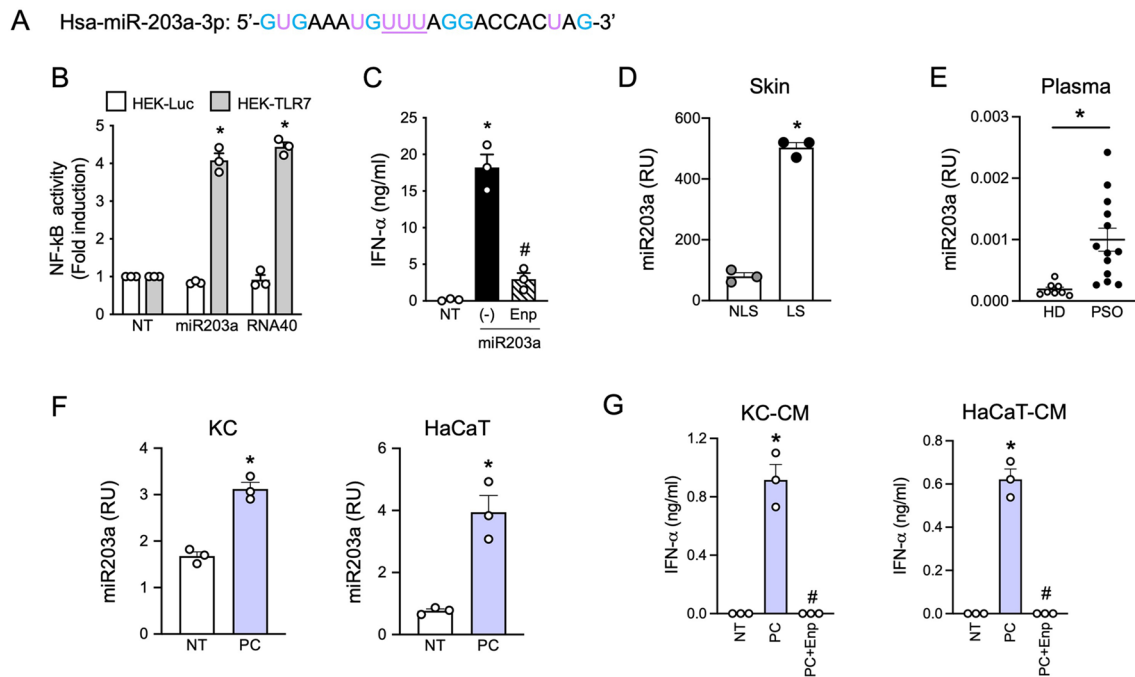 A
Hsa-miR-203a-3p: 5’-GUGAAAUGUUUAGGACCACUAG-3’
B
HEK-Luc
HEK-TLR7
NF-kB activity
(Fold induction)
5
4
3
2
1
0
*
*
NT
miR203a
RNA40
C
IFN-α (ng/ml)
25
20
15
10
5
0
*
#
NT
(-)
Enp
miR203a
D
Skin
miR203a (RU)
600
400
200
0
*
NLS
LS
E
Plasma
miR203a (RU)
0.003
0.002
0.001
0.000
*
HD
PSO
F
KC
miR203a (RU)
4
3
2
1
0
*
NT
PC
HaCaT
miR203a (RU)
6
4
2
0
*
NT
PC
G
KC-CM
IFN-α (ng/ml)
1.2
0.8
0.4
0.0
*
#
NT
PC
PC+Enp
HaCaT-CM
IFN-α (ng/ml)
0.8
0.6
0.4
0.2
0.0
*
#
NT
PC
PC+Enp